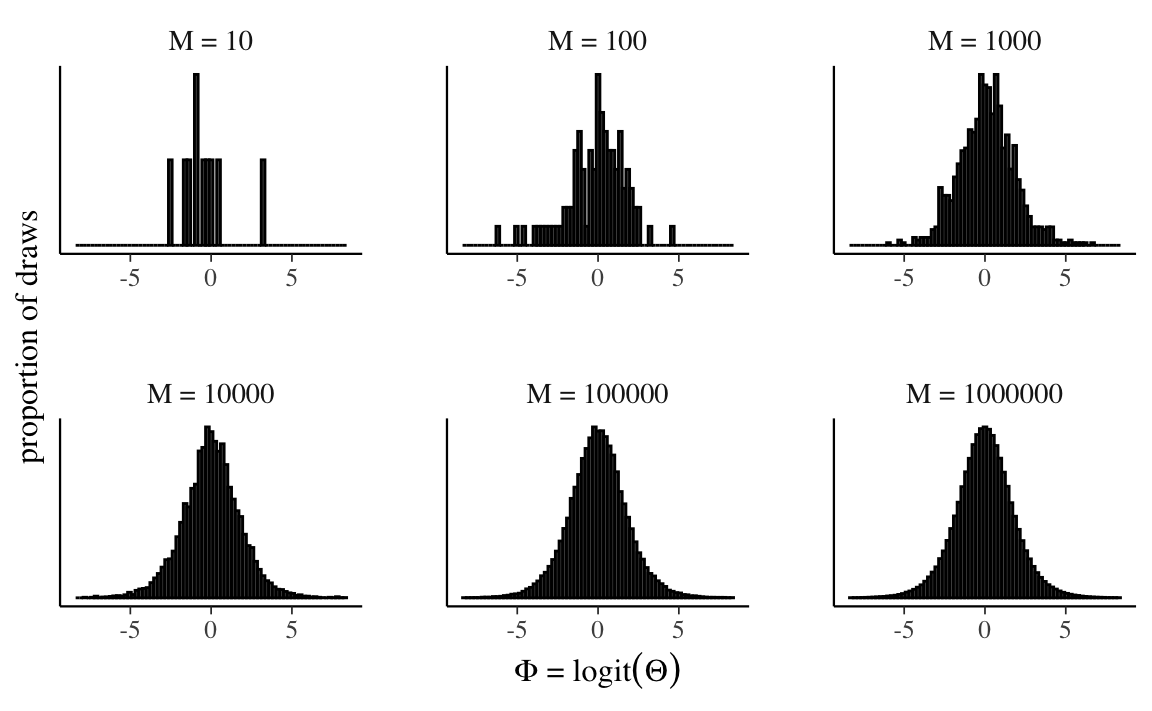 M = 10
M = 100
M = 1000
-5 0 5
-5 0 5
-5 0 5
proportion of draws
M = 10000
M = 100000
M = 1000000
-5 0 5
-5 0 5
-5 0 5
Φ = logit(Θ)